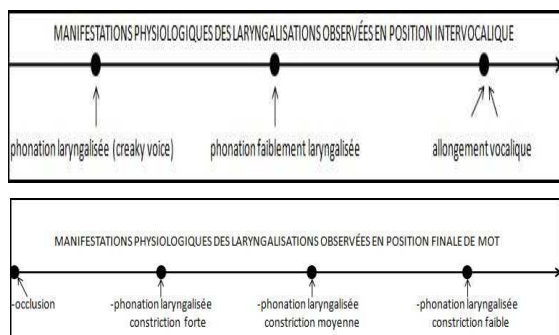 MANIFESTATIONS PHYSIOLOGIQUES DES LARYNGALISATIONS OBSERVÉES EN POSITION INTERVOCALIQUE
phonation laryngalisée (creaky voice) phonation faiblement laryngalisée allongement vocalique
MANIFESTATIONS PHYSIOLOGIQUES DES LARYNGALISATIONS OBSERVÉES EN POSITION FINALE DE MOT
-occlusion -phonation laryngalisée -phonation laryngalisée -phonation laryngalisée
constriction forte constriction moyenne constriction faible